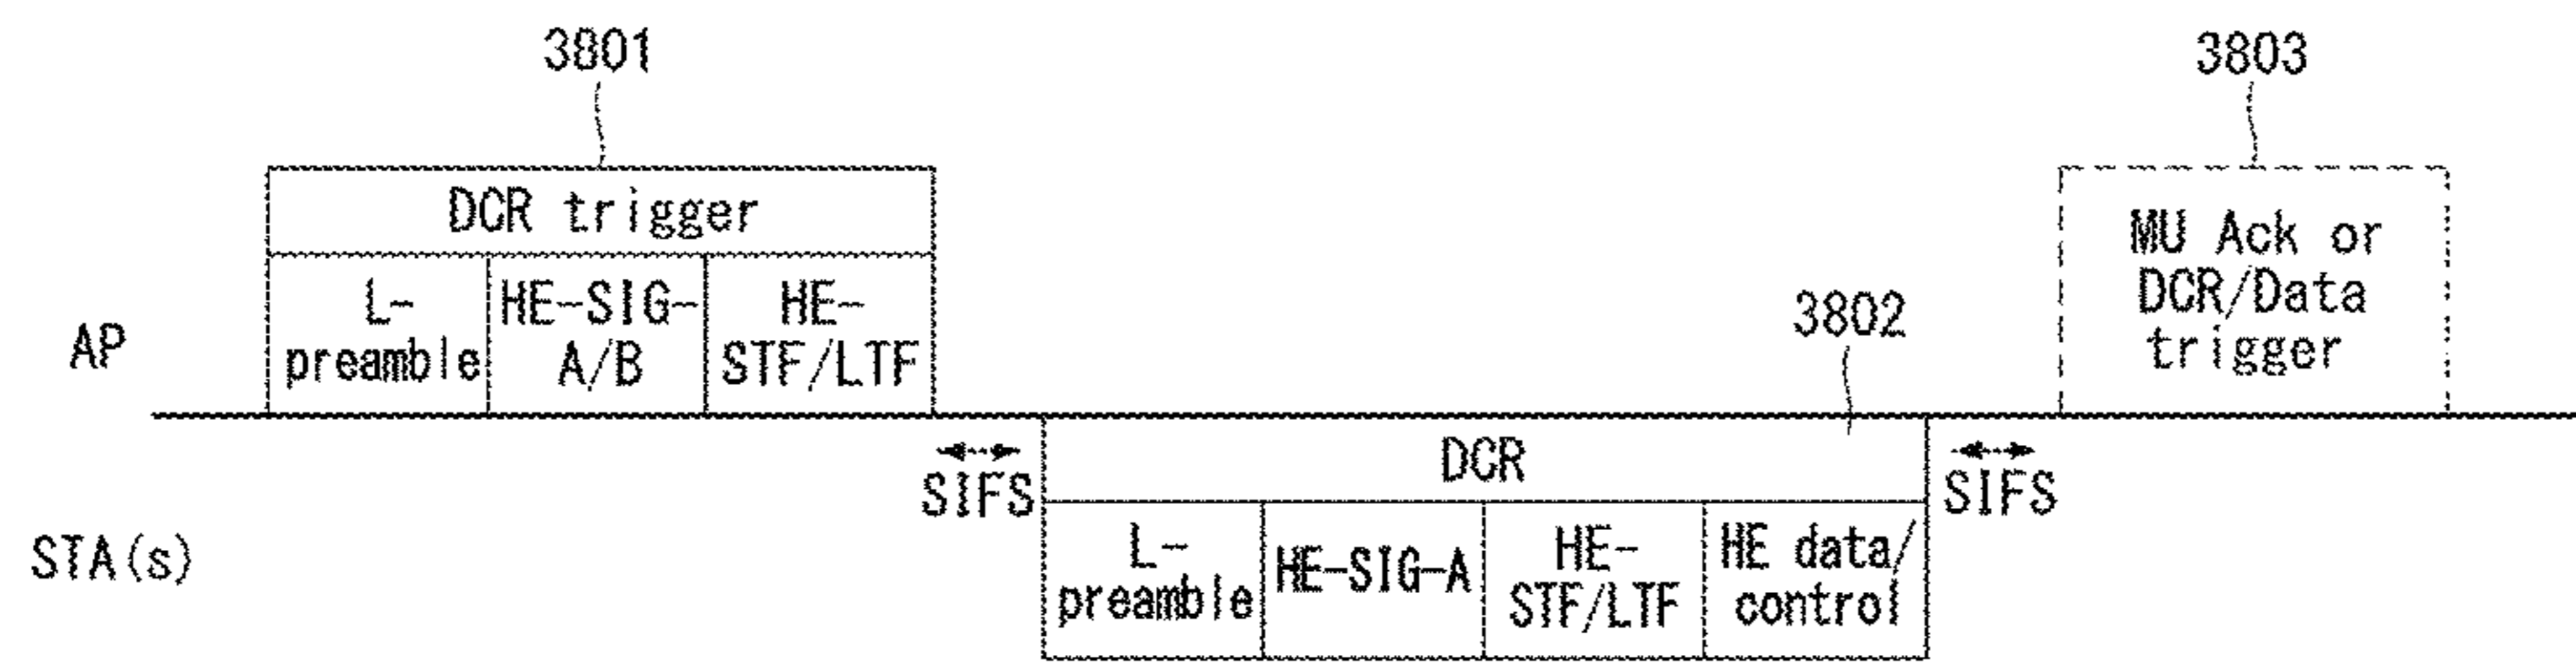 3801
3803
DCR trigger
L-
preamble
HE-SIG-
A/B
HE-
STF/LTF
MU Ack or
DCR/Data
trigger
AP
3802
SIFS
DCR
SIFS
STA(s)
L-
preamble
HE-SIG-A
HE-
STF/LTF
HE data/
control